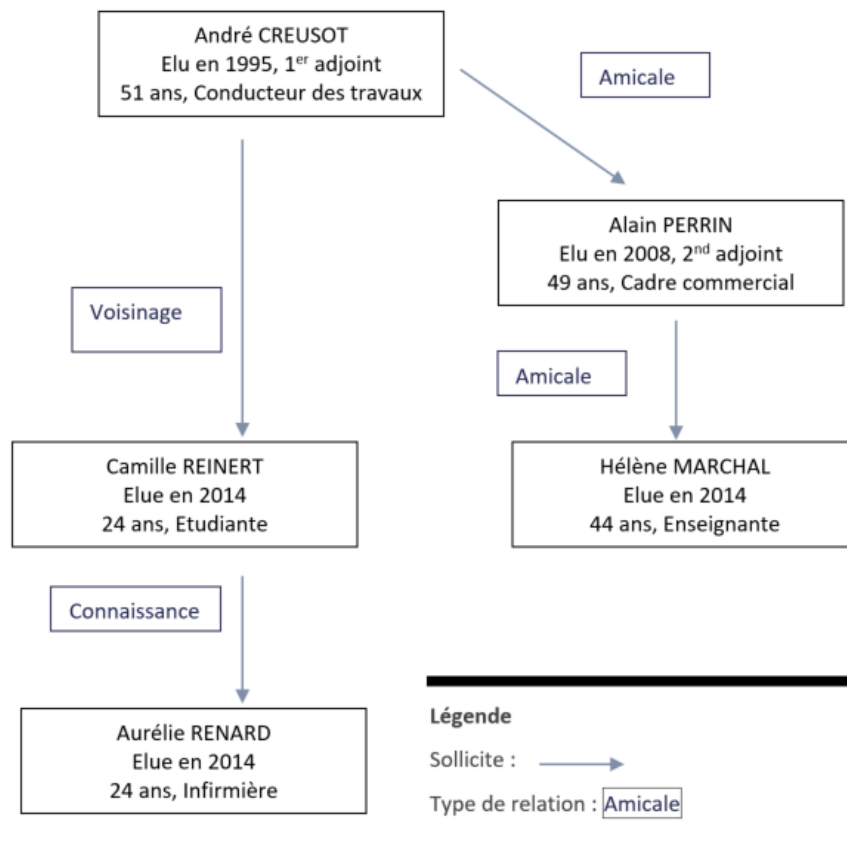 André CREUSOT
Elu en 1995, 1er adjoint
51 ans, Conducteur des travaux
Amicale
Alain PERRIN
Elu en 2008, 2nd adjoint
49 ans, Cadre commercial
Voisinage
Amicale
Camille REINERT
Elue en 2014
24 ans, Etudiante
Hélène MARCHAL
Elue en 2014
44 ans, Enseignante
Connaissance
Aurélie RENARD
Elue en 2014
24 ans, Infirmière
Légende
Sollicite :
Type de relation : Amicale